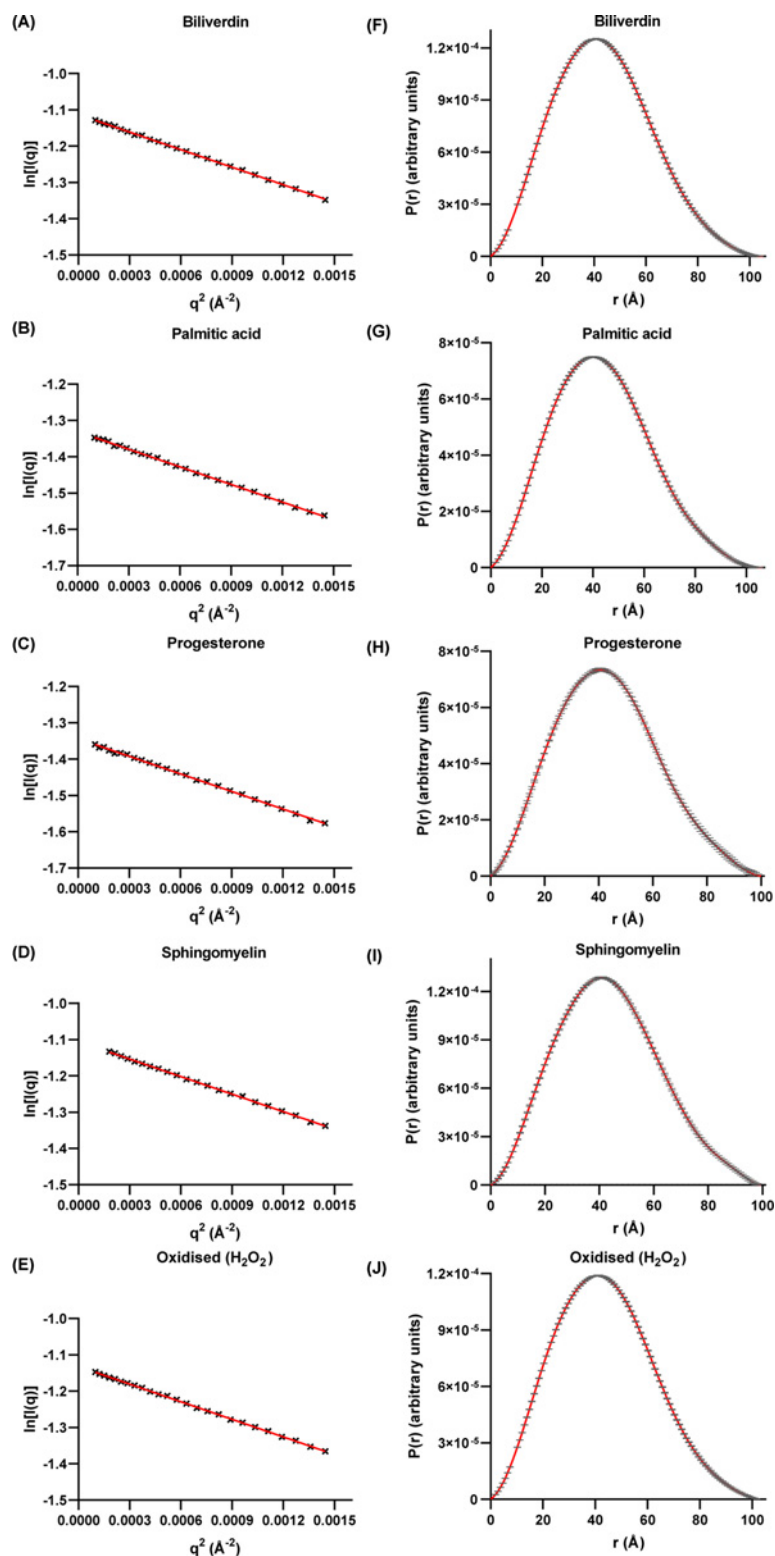 (A) Biliverdin
-1.0
-1.1
-1.2
-1.3
-1.4
-1.5
ln[I(q)]
0.0000 0.0003 0.0006 0.0009 0.0012 0.0015
q² (Å⁻²)
(F) Biliverdin
1.2×10⁻⁴
9×10⁻⁵
6×10⁻⁵
3×10⁻⁵
0
P(r) (arbitrary units)
0 20 40 60 80 100
r (Å)
(B) Palmitic acid
-1.2
-1.3
-1.4
-1.5
-1.6
-1.7
ln[I(q)]
0.0000 0.0003 0.0006 0.0009 0.0012 0.0015
q² (Å⁻²)
(G) Palmitic acid
8×10⁻⁵
6×10⁻⁵
4×10⁻⁵
2×10⁻⁵
0
P(r) (arbitrary units)
0 20 40 60 80 100
r (Å)
(C) Progesterone
-1.2
-1.3
-1.4
-1.5
-1.6
-1.7
ln[I(q)]
0.0000 0.0003 0.0006 0.0009 0.0012 0.0015
q² (Å⁻²)
(H) Progesterone
8×10⁻⁵
6×10⁻⁵
4×10⁻⁵
2×10⁻⁵
0
P(r) (arbitrary units)
0 20 40 60 80 100
r (Å)
(D) Sphingomyelin
-1.0
-1.1
-1.2
-1.3
-1.4
-1.5
ln[I(q)]
0.0000 0.0003 0.0006 0.0009 0.0012 0.0015
q² (Å⁻²)
(I) Sphingomyelin
1.2×10⁻⁴
9×10⁻⁵
6×10⁻⁵
3×10⁻⁵
0
P(r) (arbitrary units)
0 20 40 60 80 100
r (Å)
(E) Oxidised (H₂O₂)
-1.0
-1.1
-1.2
-1.3
-1.4
-1.5
ln[I(q)]
0.0000 0.0003 0.0006 0.0009 0.0012 0.0015
q² (Å⁻²)
(J) Oxidised (H₂O₂)
1.2×10⁻⁴
9×10⁻⁵
6×10⁻⁵
3×10⁻⁵
0
P(r) (arbitrary units)
0 20 40 60 80 100
r (Å)